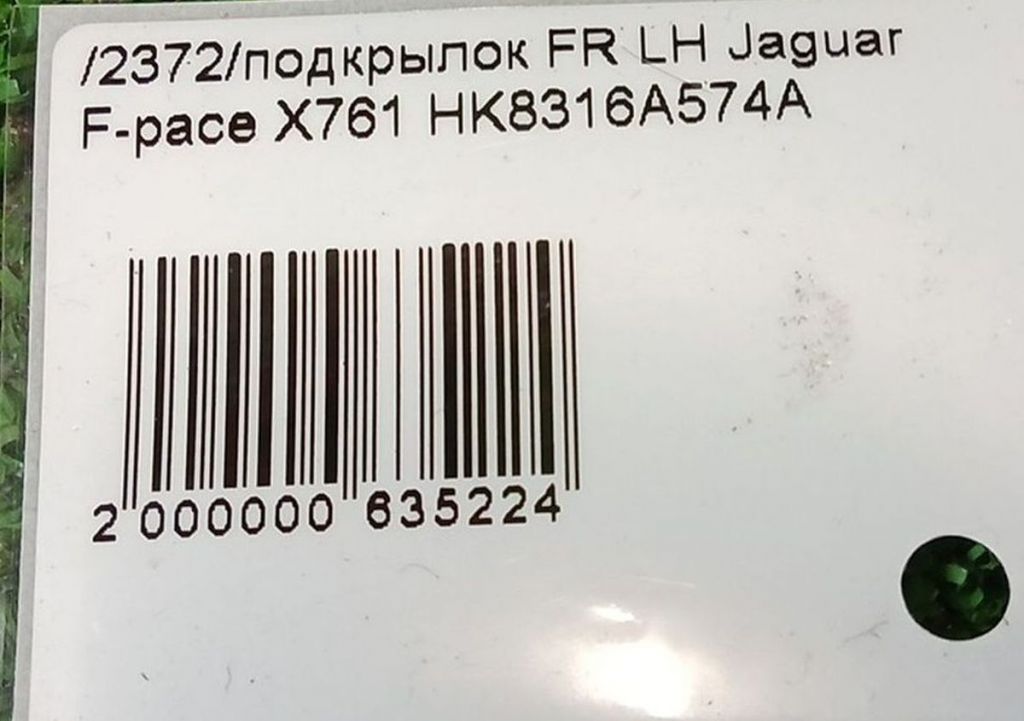 /2372/подкрылок FR LH Jaguar
F-pace X761 HK8316A574A
2 000000 635224